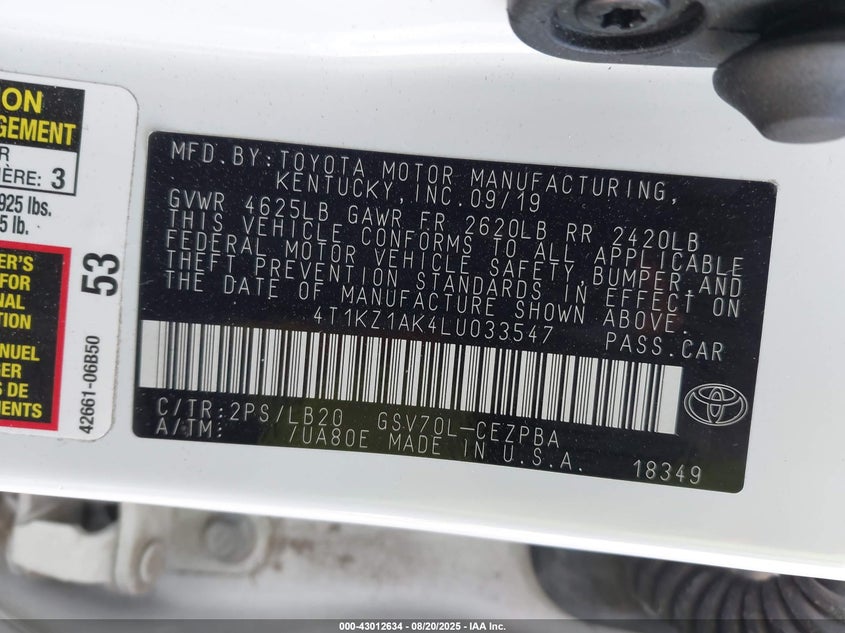 ON
GEMENT
R
IÈRE: 3
925 lbs.
5 lb.
ER'S
FOR
NAL
TION
NUEL
UR
S DE
EMENTS
53
42661-06B50
MFD.BY:TOYOTA MOTOR MANUFACTURING,
KENTUCKY,INC.09/19
GVWR 4625LB GAWR FR 2620LB RR 2420LB
THIS VEHICLE CONFORMS TO ALL APPLICABLE
FEDERAL MOTOR VEHICLE SAFETY,BUMPER,AND
THEFT PREVENTION STANDARDS IN EFFECT ON
THE DATE OF MANUFACTURE SHOWN ABOVE.
4T1KZ1AK4LU033547 PASS.CAR
C/TR:2PS/LB20 GSV70L-CEZPBA
A/TM: /UA80E MADE IN U.S.A. 18349
000-43012634 - 08/20/2025 - IAA Inc.